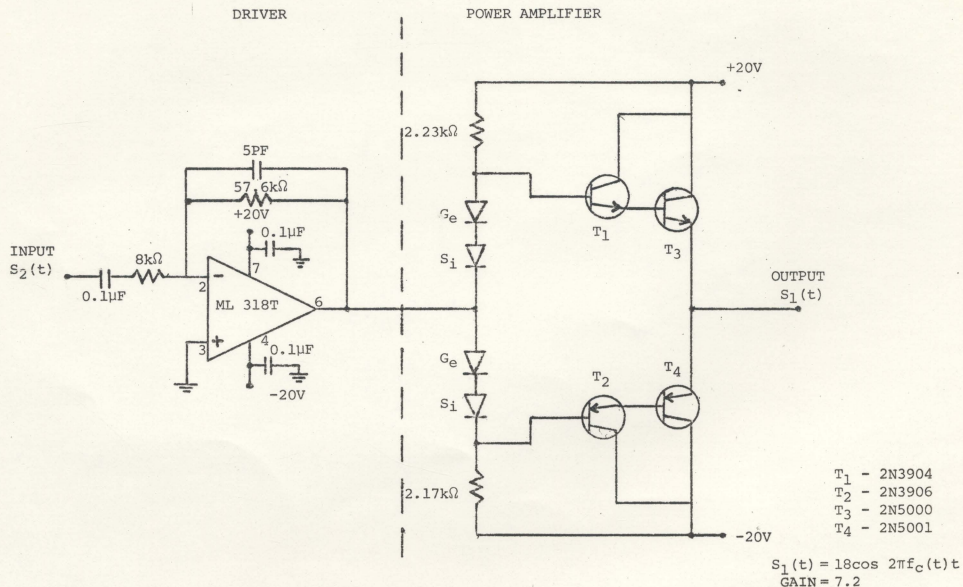 DRIVER
POWER AMPLIFIER
+20V
2.23kΩ
5PF
57.6kΩ
+20V
0.1μF
Ge
T1
T3
INPUT
S2(t)
8kΩ
7
Si
OUTPUT
S1(t)
0.1μF
2
−
ML 318T
6
3
+
4
0.1μF
-20V
Ge
T2
T4
Si
2.17kΩ
T1 - 2N3904
T2 - 2N3906
T3 - 2N5000
T4 - 2N5001
-20V
S1(t) = 18cos 2πfc(t)t
GAIN = 7.2